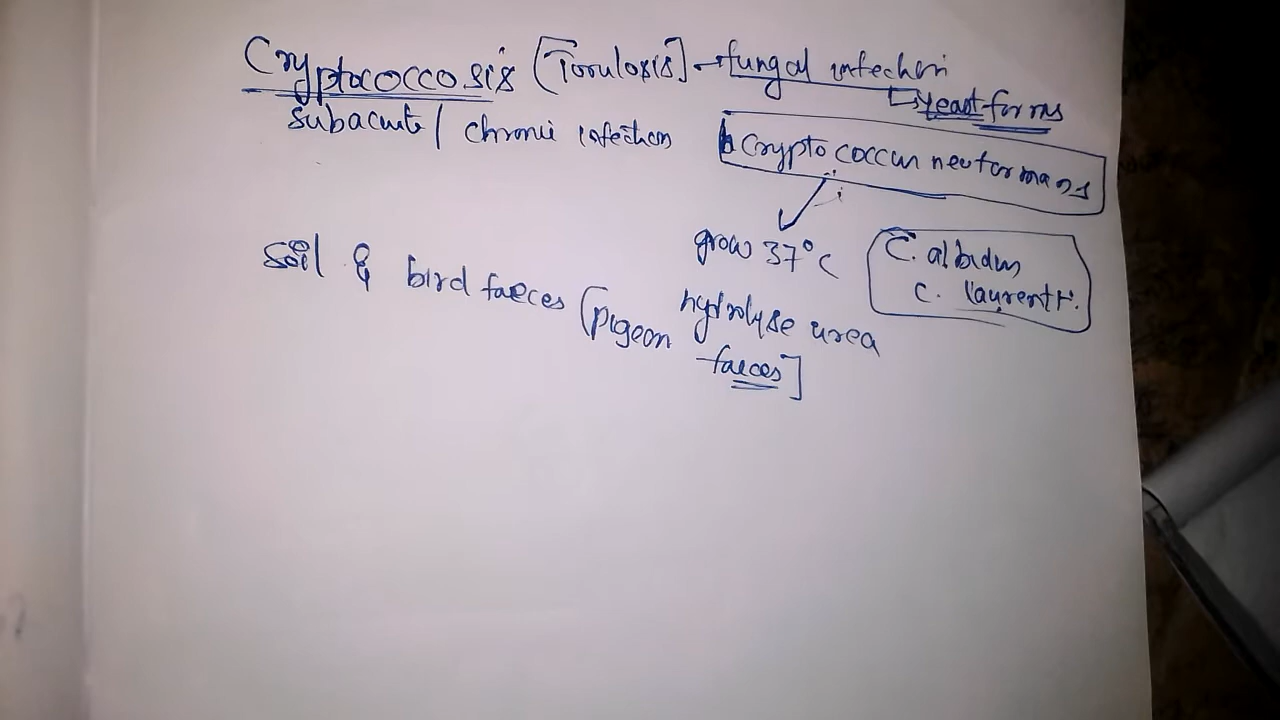 Cryptococcosis [Torulosis] → fungal infection
↳ yeast forms
subacute / chronic infection
Cryptococcus neoformans
grow 37°C
C. albidus
C. laurentii.
soil & bird faeces [pigeon
hydrolyse urea
faeces]